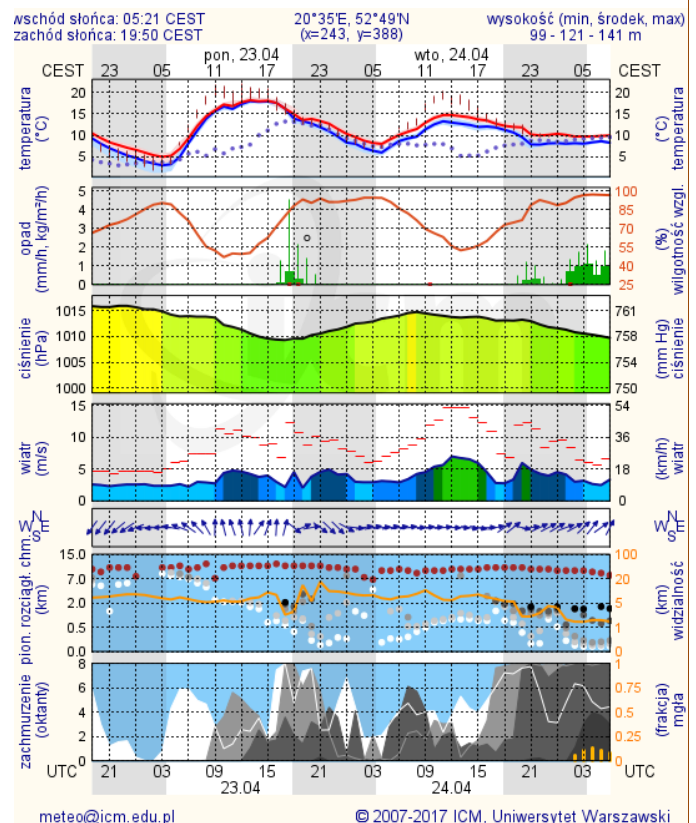 wschód słońca: 05:21 CEST 20°35'E, 52°49'N wysokość (min, środek, max)
zachód słońca: 19:50 CEST (x=243, y=388) 99 - 121 - 141 m
pon, 23.04 wto, 24.04
CEST 23 05 11 17 23 05 11 17 23 05 CEST
temperatura (°C) 20 15 10 5 20 15 10 5 temperatura (°C)
opad (mm/h, kg/m²/h) 5 4 3 2 1 0 100 85 70 55 40 25 (%) wilgotność wzgl.
ciśnienie (hPa) 1015 1010 1005 1000 761 758 754 750 (mm Hg) ciśnienie
wiatr (m/s) 15 10 5 0 54 36 18 0 (km/h) wiatr
N W E S N W E S
pion. rozciągł. chm. (km) 15.0 7.0 2.0 0.5 0.0 100 20 5 1 0 (km) widzialność
zachmurzenie (oktanty) 8 6 4 2 0 1 0.75 0.5 0.25 0 (frakcja) mgła
UTC 21 03 09 15 21 03 09 15 21 03 UTC
23.04 24.04
meteo@icm.edu.pl © 2007-2017 ICM, Uniwersytet Warszawski